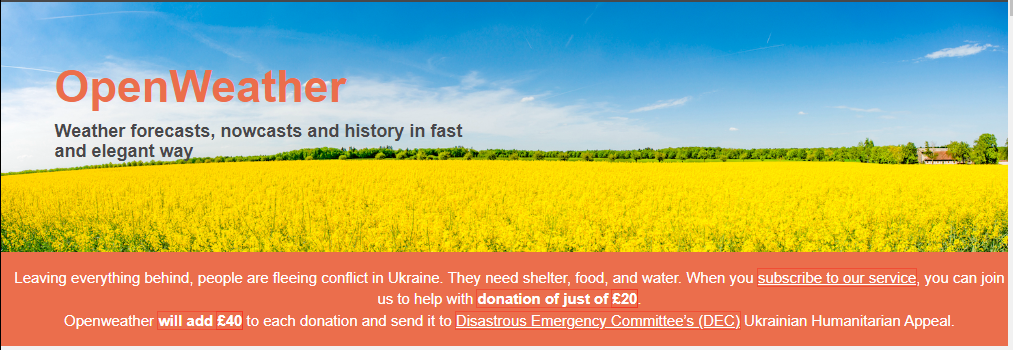 OpenWeather
Weather forecasts, nowcasts and history in fast
and elegant way
Leaving everything behind, people are fleeing conflict in Ukraine. They need shelter, food, and water. When you subscribe to our service, you can join
us to help with donation of just of £20.
Openweather will add £40 to each donation and send it to Disastrous Emergency Committee's (DEC) Ukrainian Humanitarian Appeal.